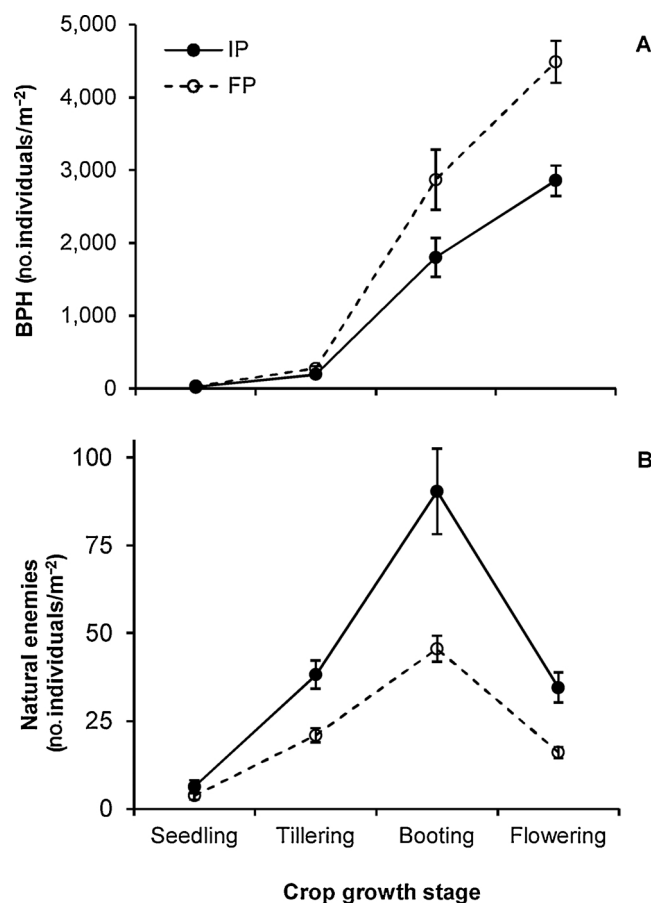 A
IP
FP
5,000
4,000
3,000
2,000
1,000
0
BPH (no.individuals/m⁻²)
B
100
75
50
25
0
Natural enemies
(no.individuals/m⁻²)
Seedling
Tillering
Booting
Flowering
Crop growth stage